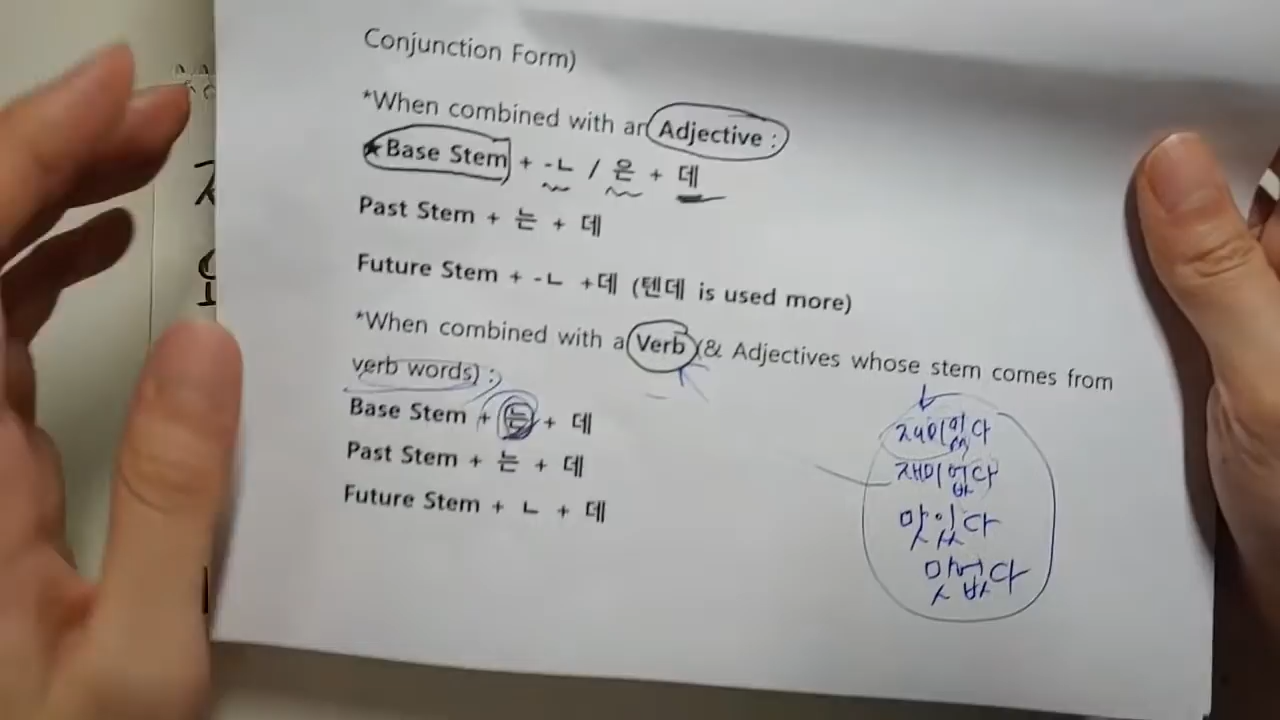 Conjunction Form)
*When combined with an Adjective :
★Base Stem + -ㄴ / 은 + 데
Past Stem + 는 + 데
Future Stem + -ㄴ +데 (텐데 is used more)
*When combined with a Verb (& Adjectives whose stem comes from
verb words) :
Base Stem + 는 + 데
Past Stem + 는 + 데
Future Stem + ㄴ + 데
재미있다
재미없다
맛있다
맛없다